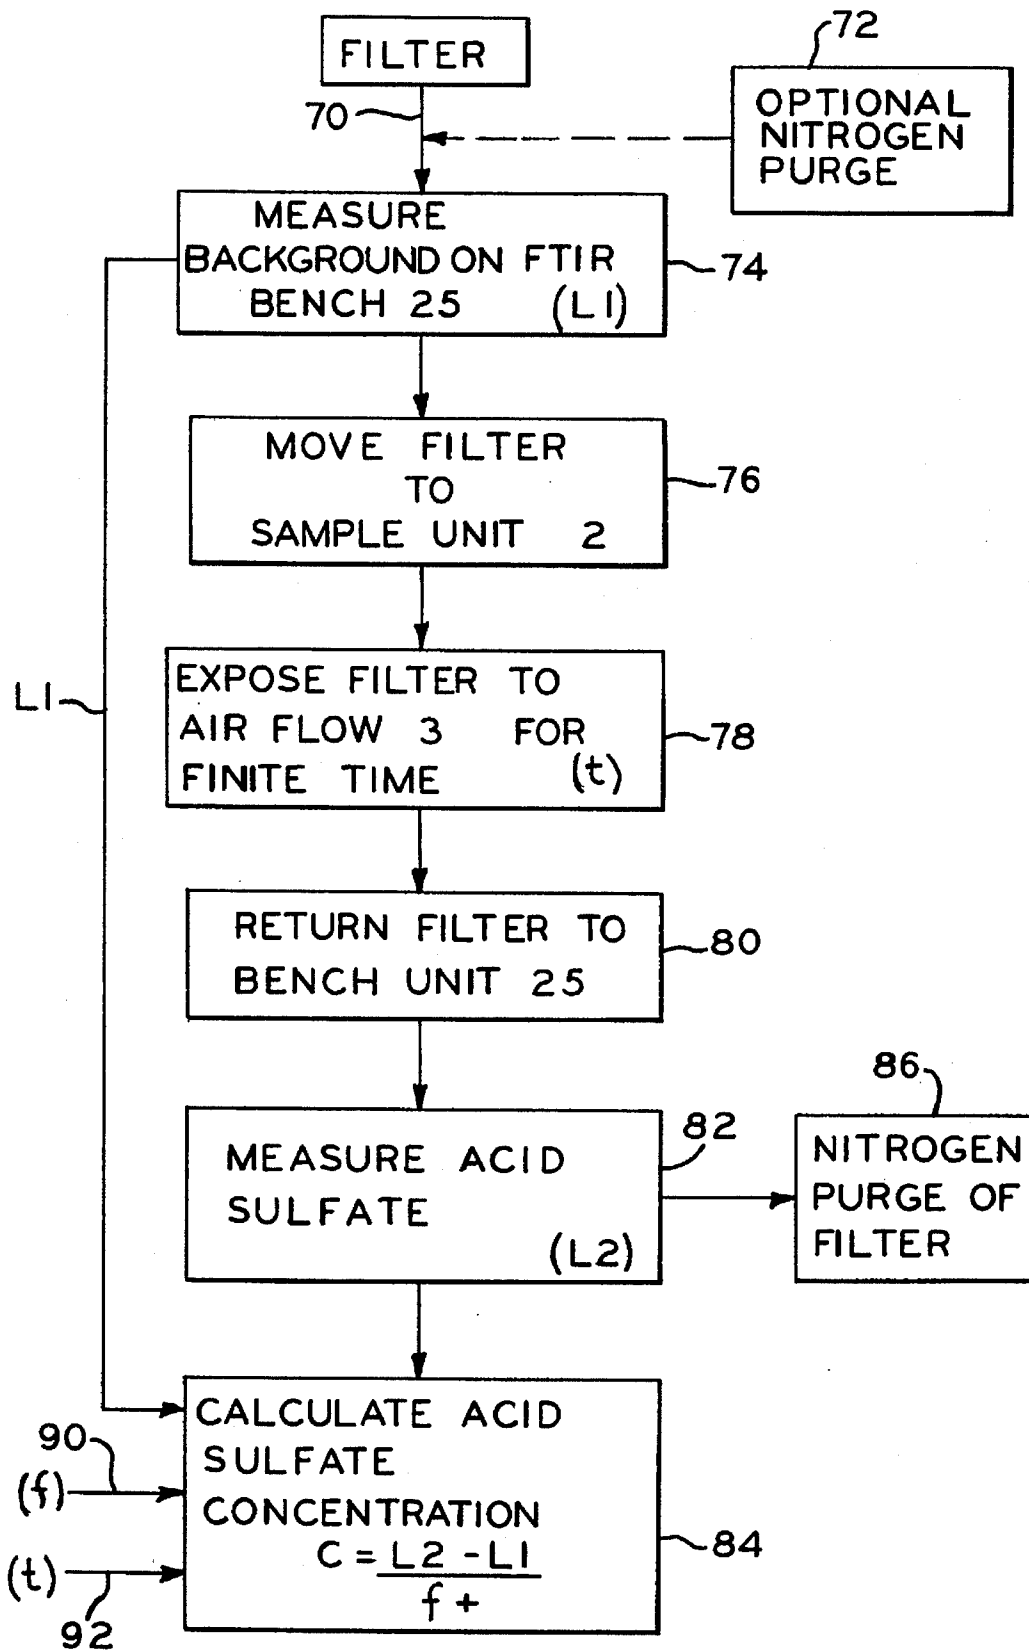 FILTER
72
OPTIONAL
NITROGEN
PURGE
70
MEASURE
BACKGROUND ON FTIR
BENCH 25 (L1)
74
MOVE FILTER
TO
SAMPLE UNIT 2
76
L1
EXPOSE FILTER TO
AIR FLOW 3 FOR
FINITE TIME (t)
78
RETURN FILTER TO
BENCH UNIT 25
80
MEASURE ACID
SULFATE
(L2)
82
86
NITROGEN
PURGE OF
FILTER
CALCULATE ACID
SULFATE
CONCENTRATION
C = L2 - L1
f +
84
90
(f)
(t)
92